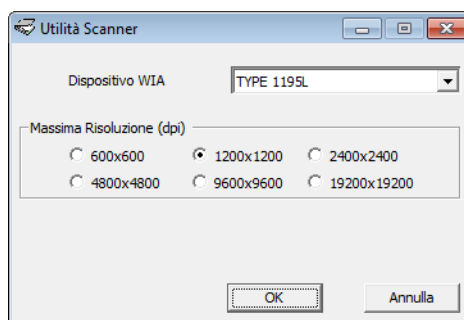 Utilità Scanner
Dispositivo WIA TYPE 1195L
Massima Risoluzione (dpi)
600x600 1200x1200 2400x2400
4800x4800 9600x9600 19200x19200
OK Annulla